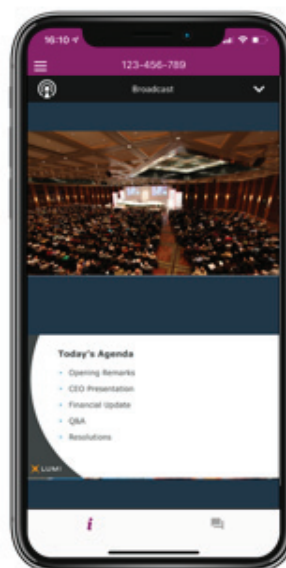 16:10
123-456-789
Broadcast
Today's Agenda
Opening Remarks
CEO Presentation
Financial Update
Q&A
Resolutions
LUMI
i